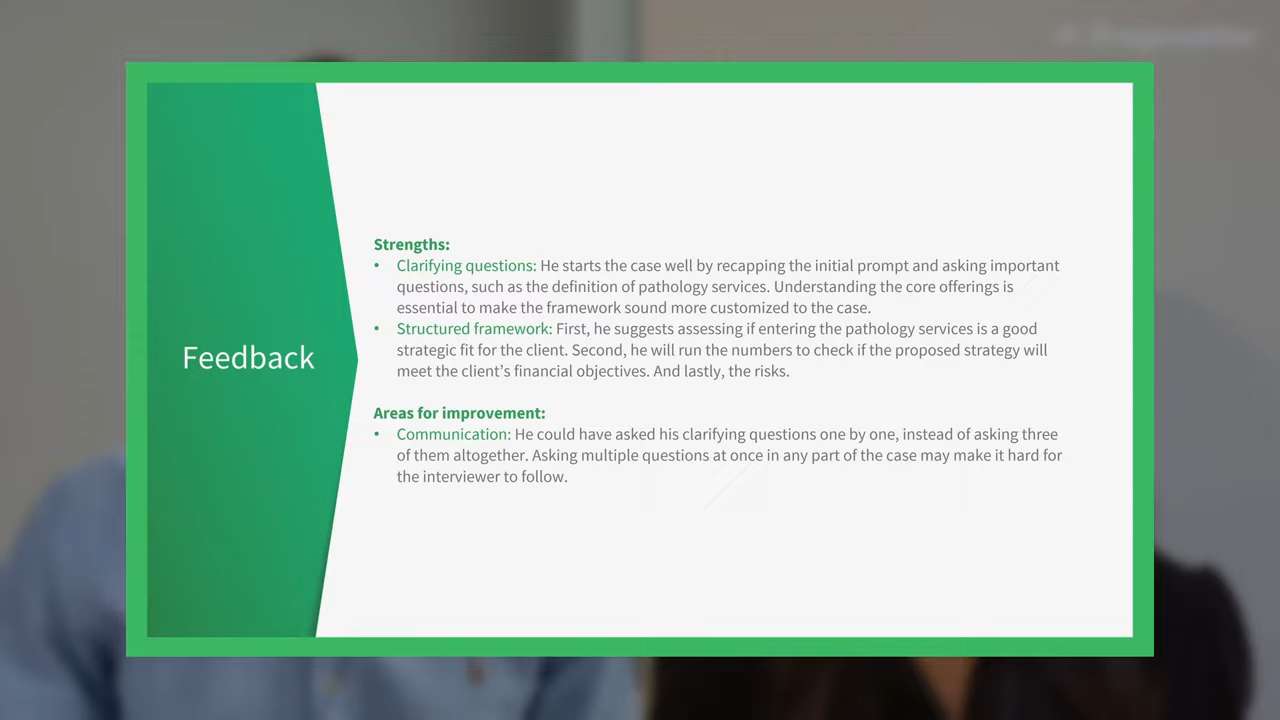 Feedback
Strengths:
• Clarifying questions: He starts the case well by recapping the initial prompt and asking important
questions, such as the definition of pathology services. Understanding the core offerings is
essential to make the framework sound more customized to the case.
• Structured framework: First, he suggests assessing if entering the pathology services is a good
strategic fit for the client. Second, he will run the numbers to check if the proposed strategy will
meet the client’s financial objectives. And lastly, the risks.
Areas for improvement:
• Communication: He could have asked his clarifying questions one by one, instead of asking three
of them altogether. Asking multiple questions at once in any part of the case may make it hard for
the interviewer to follow.